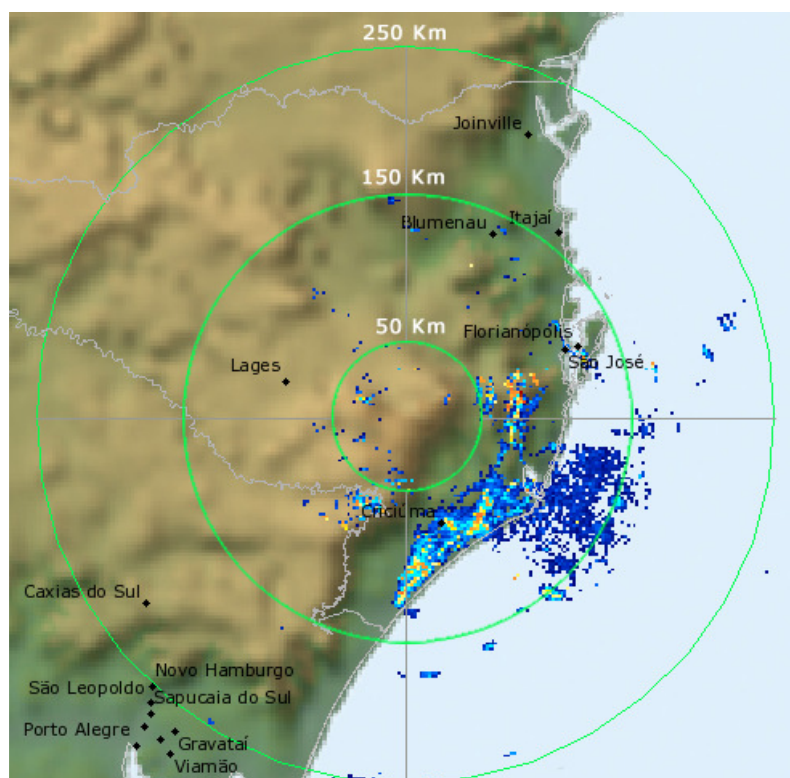 250 Km
Joinville
150 Km
Itajaí
Blumenau
50 Km
Florianópolis
São José
Lages
Criciúma
Caxias do Sul
Novo Hamburgo
São Leopoldo
Sapucaia do Sul
Porto Alegre
Gravataí
Viamão